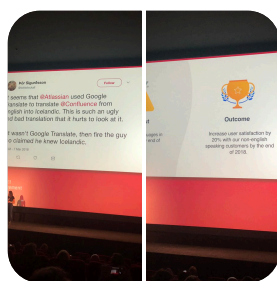 Follow
seems that @Atlassian used Google
Translate to translate @Confluence from
English into Icelandic. This is such an ugly
and bad translation that it hurts to look at it.
wasn't Google Translate, then fire the guy
who claimed he knew Icelandic.
Outcome
Increase user satisfaction by
20% with our non-english
speaking customers by the end
of 2018.